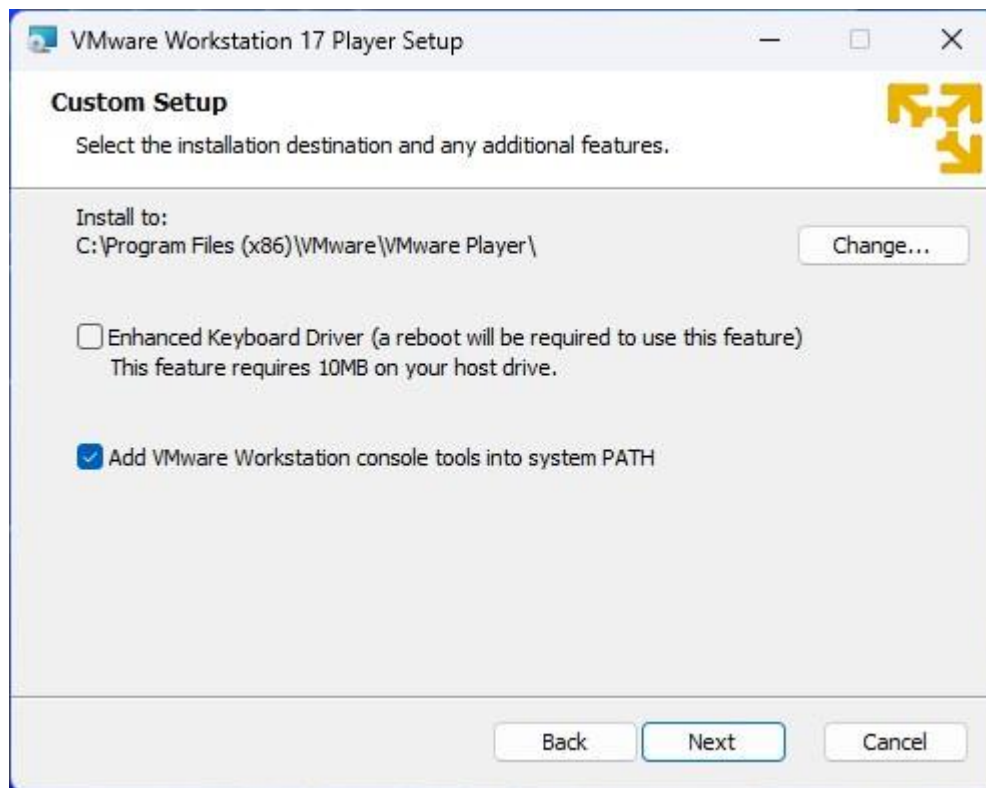 VMware Workstation 17 Player Setup
Custom Setup
Select the installation destination and any additional features.
Install to:
C:\Program Files (x86)\VMware\VMware Player\
Change...
Enhanced Keyboard Driver (a reboot will be required to use this feature)
This feature requires 10MB on your host drive.
Add VMware Workstation console tools into system PATH
Back
Next
Cancel